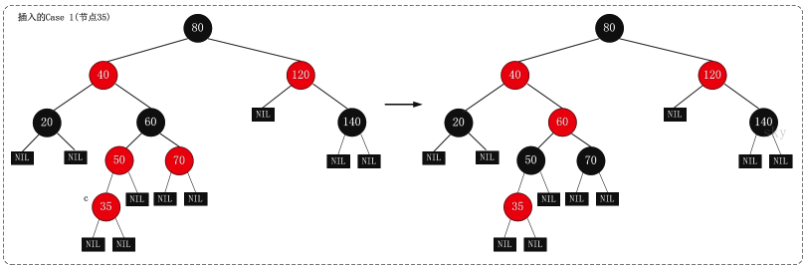 插入的Case 1(节点35)
80 80
40 120 40 120
NIL NIL
20 60 140 20 60 140
NIL NIL 50 70 NIL NIL NIL NIL 50 70 NIL NIL
c NIL NIL NIL NIL NIL NIL
35 35
NIL NIL NIL NIL